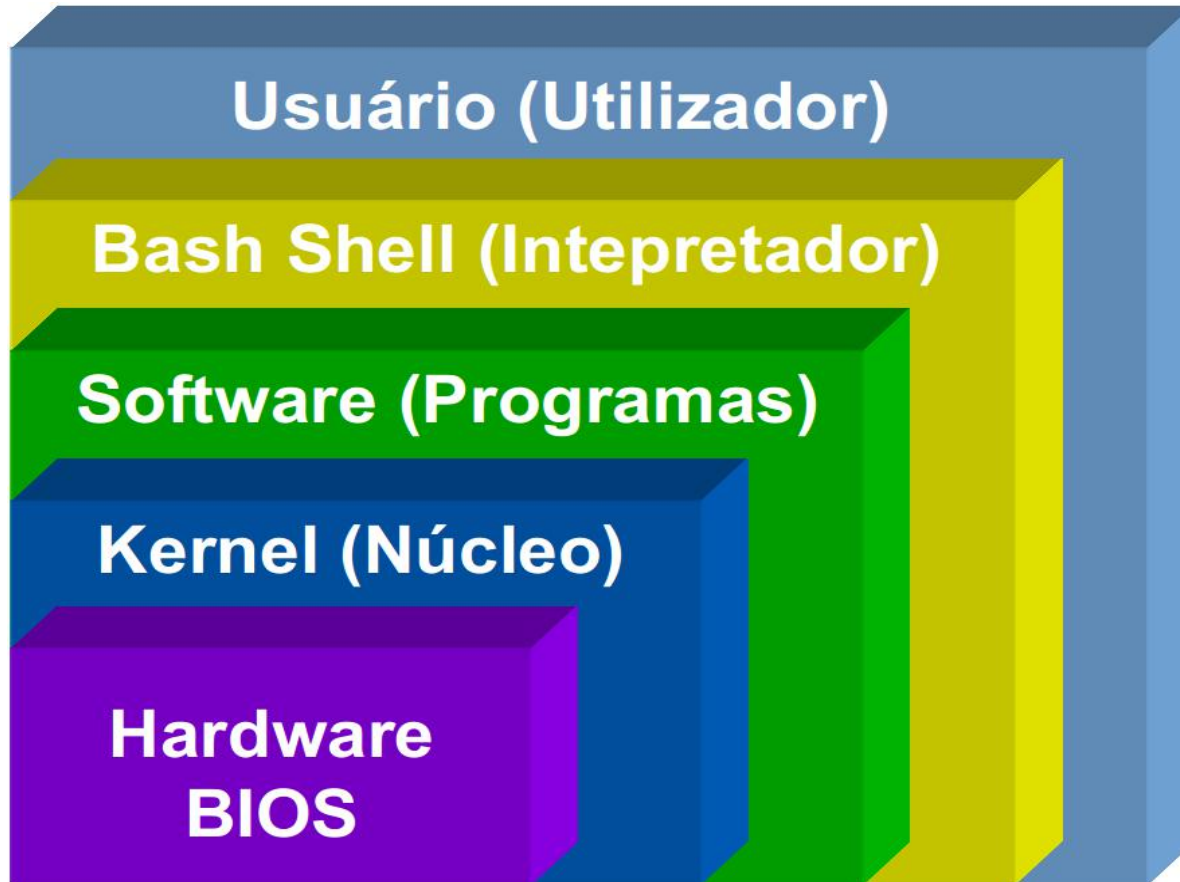 Usuário (Utilizador)
Bash Shell (Intepretador)
Software (Programas)
Kernel (Núcleo)
Hardware
BIOS